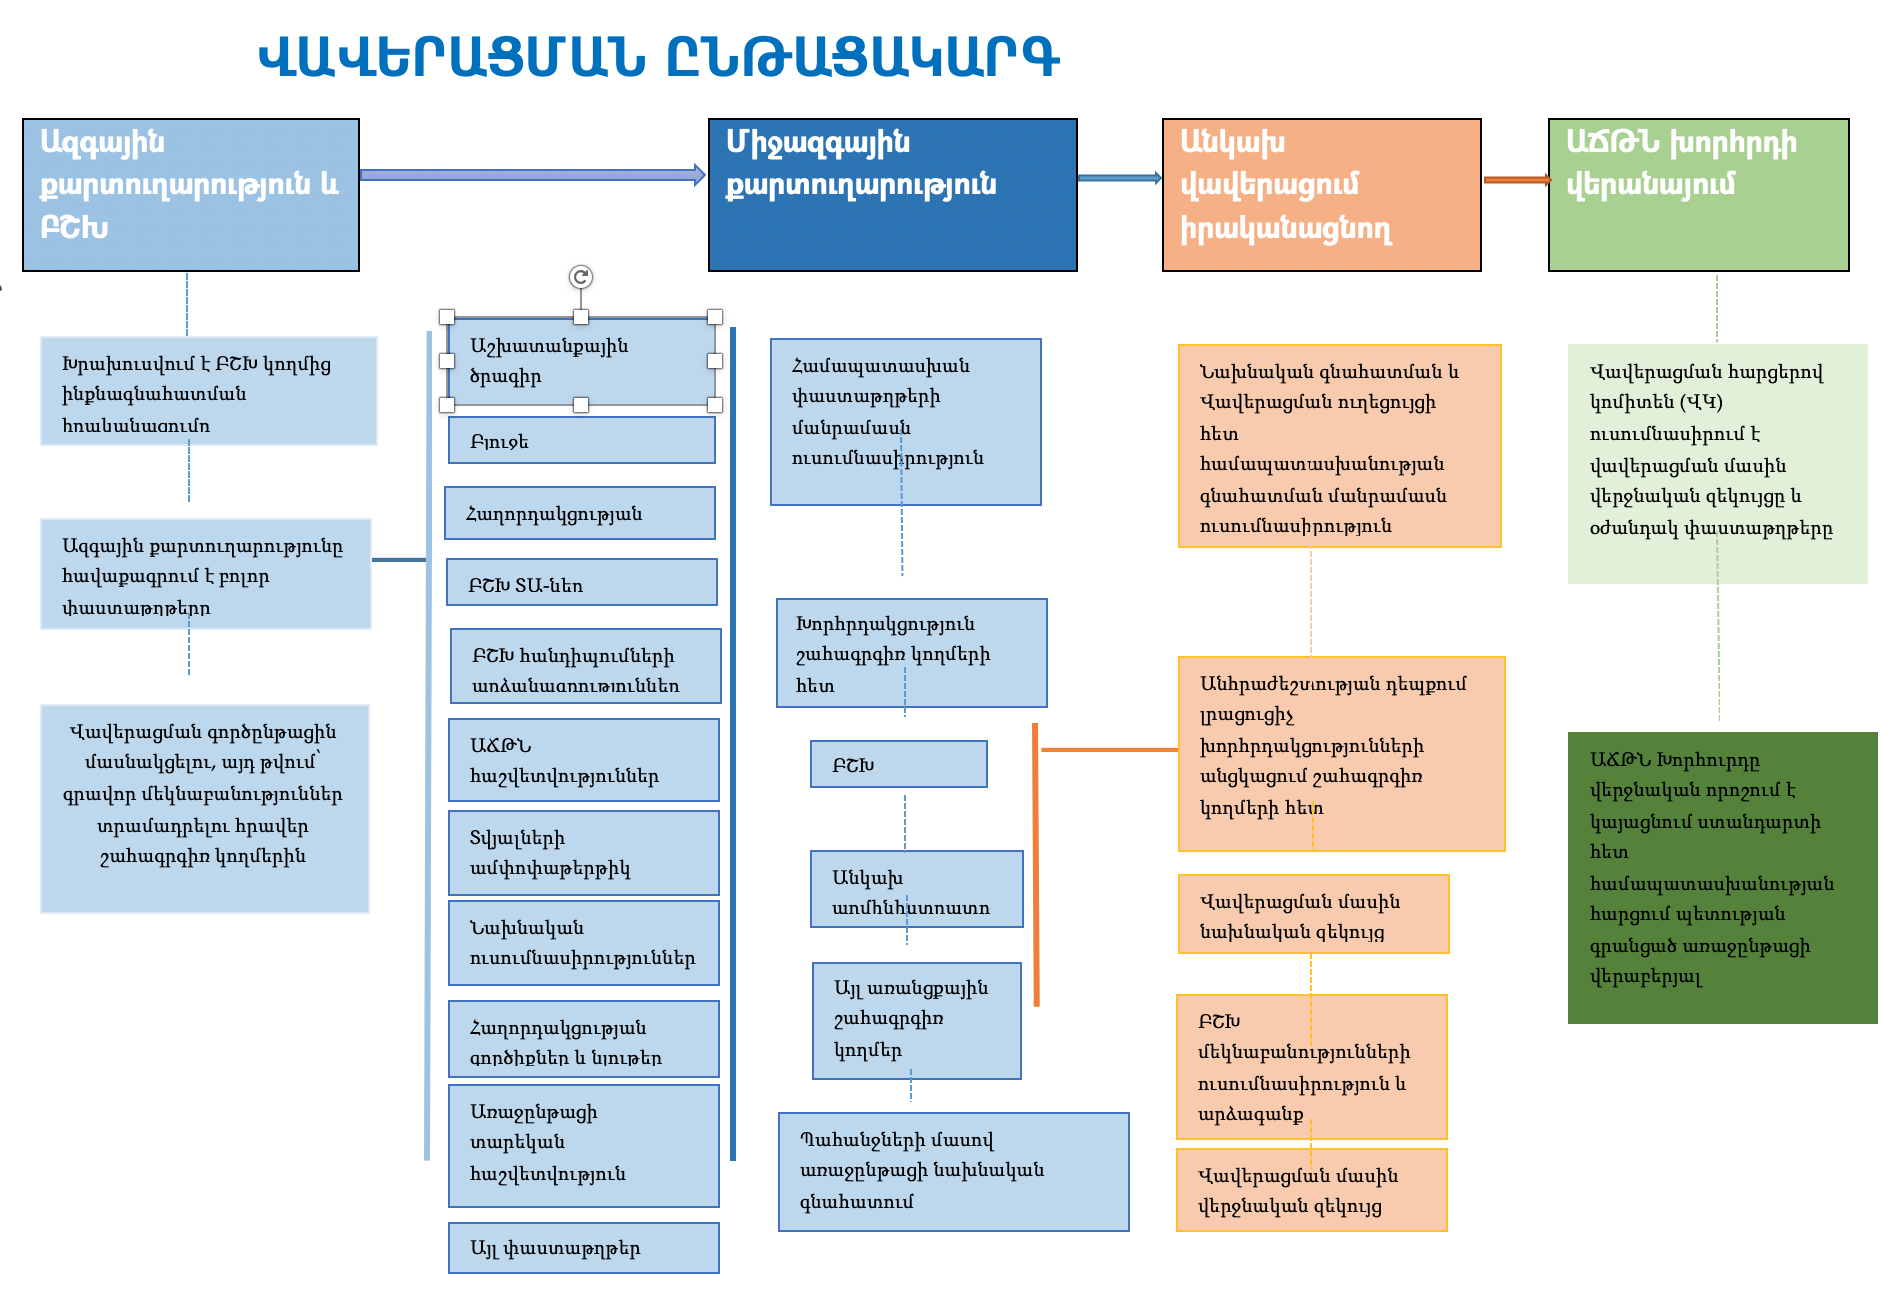 ՎԱՎԵՐԱՑՄԱՆ ԸՆԹԱՑԱԿԱՐԳ
Ազգային
քարտուղարություն և
ԲՇԽ
Միջազգային
քարտուղարություն
Անկախ
վավերացում
իրականացնող
ԱՃԹՆ խորհրդի
վերանայում
Խրախուսվում է ԲՇԽ կողմից
ինքնագնահատման
իրականացումը
Ազգային քարտուղարությունը
հավաքագրում է բոլոր
փաստաթղթերը
Վավերացման գործընթացին
մասնակցելու, այդ թվում՝
գրավոր մեկնաբանություններ
տրամադրելու հրավեր
շահագրգիռ կողմերին
Աշխատանքային
ծրագիր
Բյուջե
Հաղորդակցության
ԲՇԽ ՏԱ-ներ
ԲՇԽ հանդիպումների
արձանագրություններ
ԱՃԹՆ
հաշվետվություններ
Տվյալների
ամփոփաթերթիկ
Նախնական
ուսումնասիրություններ
Հաղորդակցության
գործիքներ և նյութեր
Առաջընթացի
տարեկան
հաշվետվություն
Այլ փաստաթղթեր
Համապատասխան
փաստաթղթերի
մանրամասն
ուսումնասիրություն
Խորհրդակցություն
շահագրգիռ կողմերի
հետ
ԲՇԽ
Անկախ
ադմինիստրատոր
Այլ առանցքային
շահագրգիռ
կողմեր
Պահանջների մասով
առաջընթացի նախնական
գնահատում
Նախնական գնահատման և
Վավերացման ուղեցույցի
հետ
համապատասխանության
գնահատման մանրամասն
ուսումնասիրություն
Անհրաժեշտության դեպքում
լրացուցիչ
խորհրդակցությունների
անցկացում շահագրգիռ
կողմերի հետ
Վավերացման մասին
նախնական զեկույց
ԲՇԽ
մեկնաբանությունների
ուսումնասիրություն և
արձագանք
Վավերացման մասին
վերջնական զեկույց
Վավերացման հարցերով
կոմիտեն (ՎԿ)
ուսումնասիրում է
վավերացման մասին
վերջնական զեկույցը և
օժանդակ փաստաթղթերը
ԱՃԹՆ Խորհուրդը
վերջնական որոշում է
կայացնում ստանդարտի
հետ
համապատասխանության
հարցում պետության
գրանցած առաջընթացի
վերաբերյալ